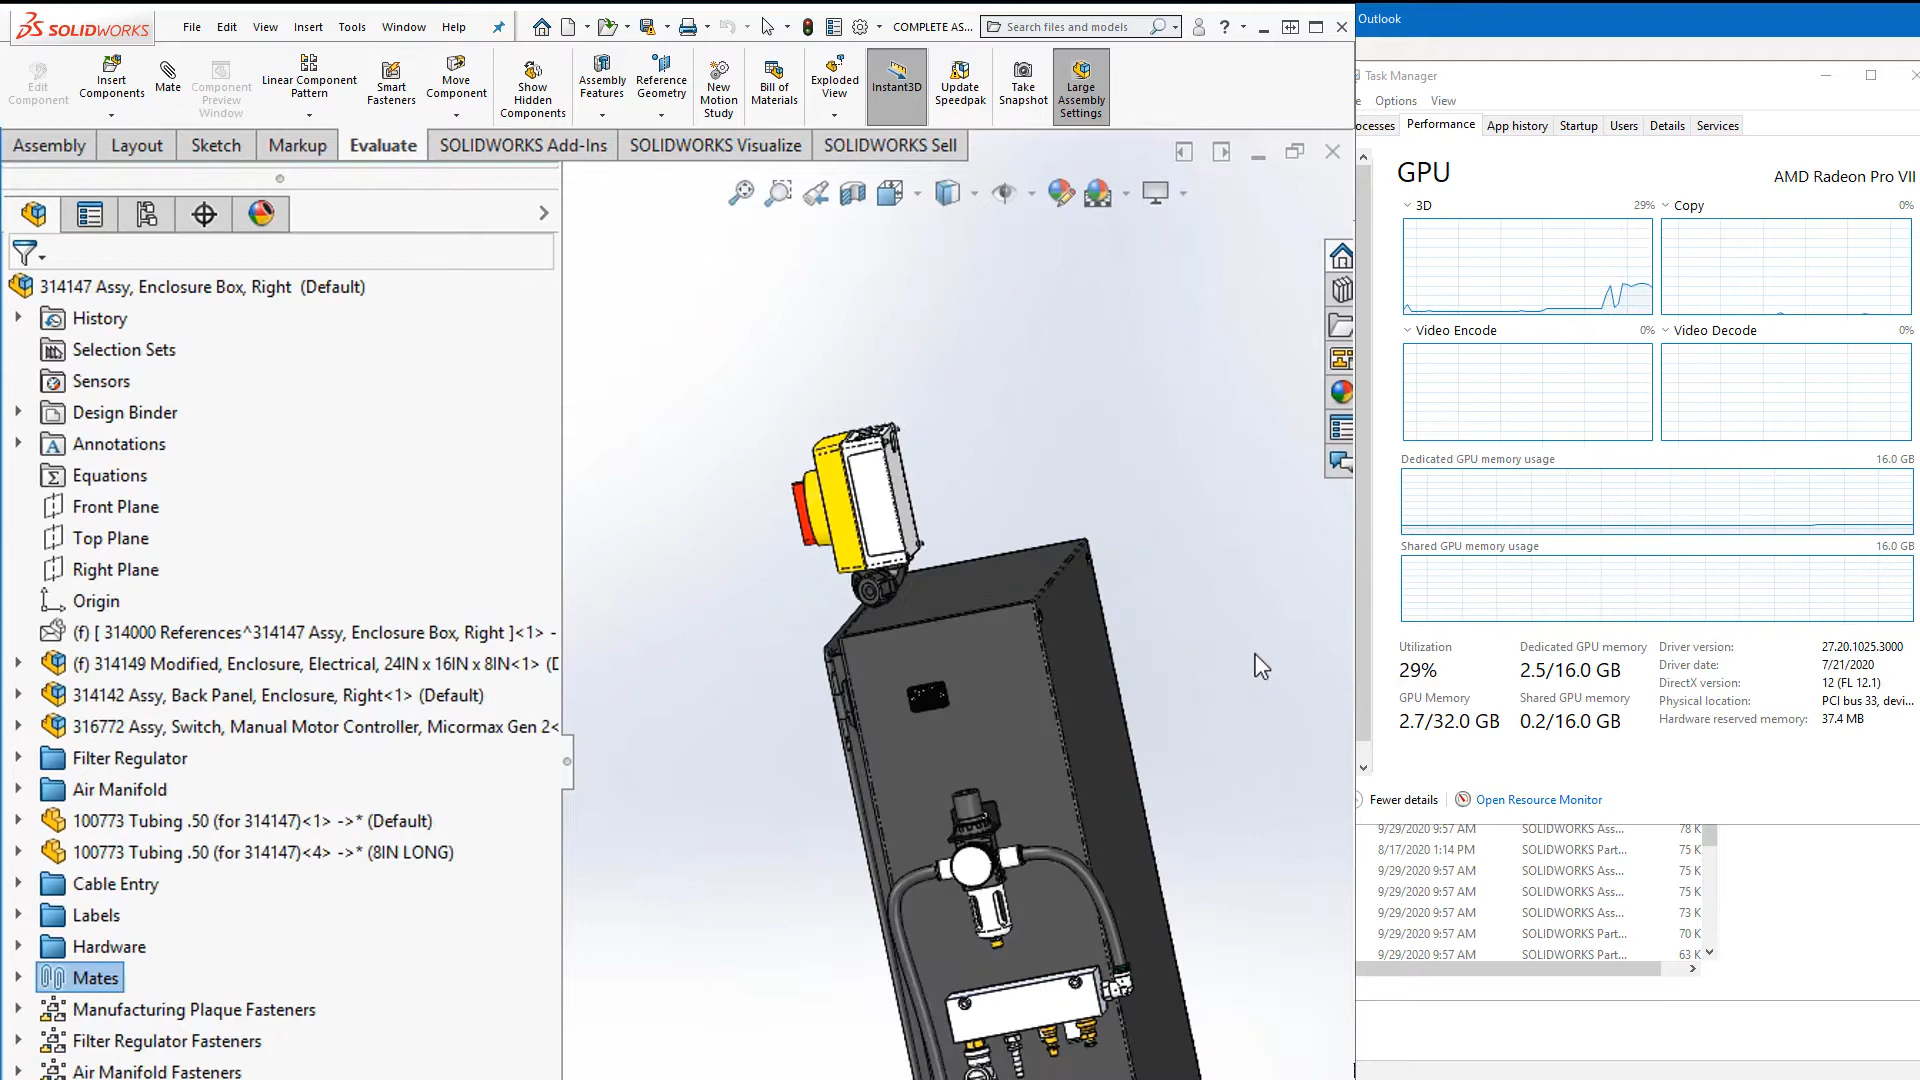 SOLIDWORKS
File Edit View Insert Tools Window Help
COMPLETE AS...
Search files and models
?
Edit Component
Insert Components
Mate
Component Preview Window
Linear Component Pattern
Smart Fasteners
Move Component
Show Hidden Components
Assembly Features
Reference Geometry
New Motion Study
Bill of Materials
Exploded View
Instant3D
Update Speedpak
Take Snapshot
Large Assembly Settings
Assembly Layout Sketch Markup Evaluate SOLIDWORKS Add-Ins SOLIDWORKS Visualize SOLIDWORKS Sell
314147 Assy, Enclosure Box, Right (Default)
History
Selection Sets
Sensors
Design Binder
Annotations
Equations
Front Plane
Top Plane
Right Plane
Origin
(f) [ 314000 References^314147 Assy, Enclosure Box, Right ]<1> -
(f) 314149 Modified, Enclosure, Electrical, 24IN x 16IN x 8IN<1> (D
314142 Assy, Back Panel, Enclosure, Right<1> (Default)
316772 Assy, Switch, Manual Motor Controller, Micormax Gen 2<
Filter Regulator
Air Manifold
100773 Tubing .50 (for 314147)<1> ->* (Default)
100773 Tubing .50 (for 314147)<4> ->* (8IN LONG)
Cable Entry
Labels
Hardware
Mates
Manufacturing Plaque Fasteners
Filter Regulator Fasteners
Air Manifold Fasteners
Outlook
Task Manager
e Options View
ocesses Performance App history Startup Users Details Services
GPU
AMD Radeon Pro VII
3D 29% Copy 0%
Video Encode 0% Video Decode 0%
Dedicated GPU memory usage 16.0 GB
Shared GPU memory usage 16.0 GB
Utilization
29%
Dedicated GPU memory
2.5/16.0 GB
GPU Memory
2.7/32.0 GB
Shared GPU memory
0.2/16.0 GB
Driver version: 27.20.1025.3000
Driver date: 7/21/2020
DirectX version: 12 (FL 12.1)
Physical location: PCI bus 33, devi...
Hardware reserved memory: 37.4 MB
Fewer details Open Resource Monitor
9/29/2020 9:57 AM SOLIDWORKS Ass... 78 K
8/17/2020 1:14 PM SOLIDWORKS Part... 75 K
9/29/2020 9:57 AM SOLIDWORKS Ass... 75 K
9/29/2020 9:57 AM SOLIDWORKS Ass... 75 K
9/29/2020 9:57 AM SOLIDWORKS Ass... 73 K
9/29/2020 9:57 AM SOLIDWORKS Part... 70 K
9/29/2020 9:57 AM SOLIDWORKS Part... 63 K